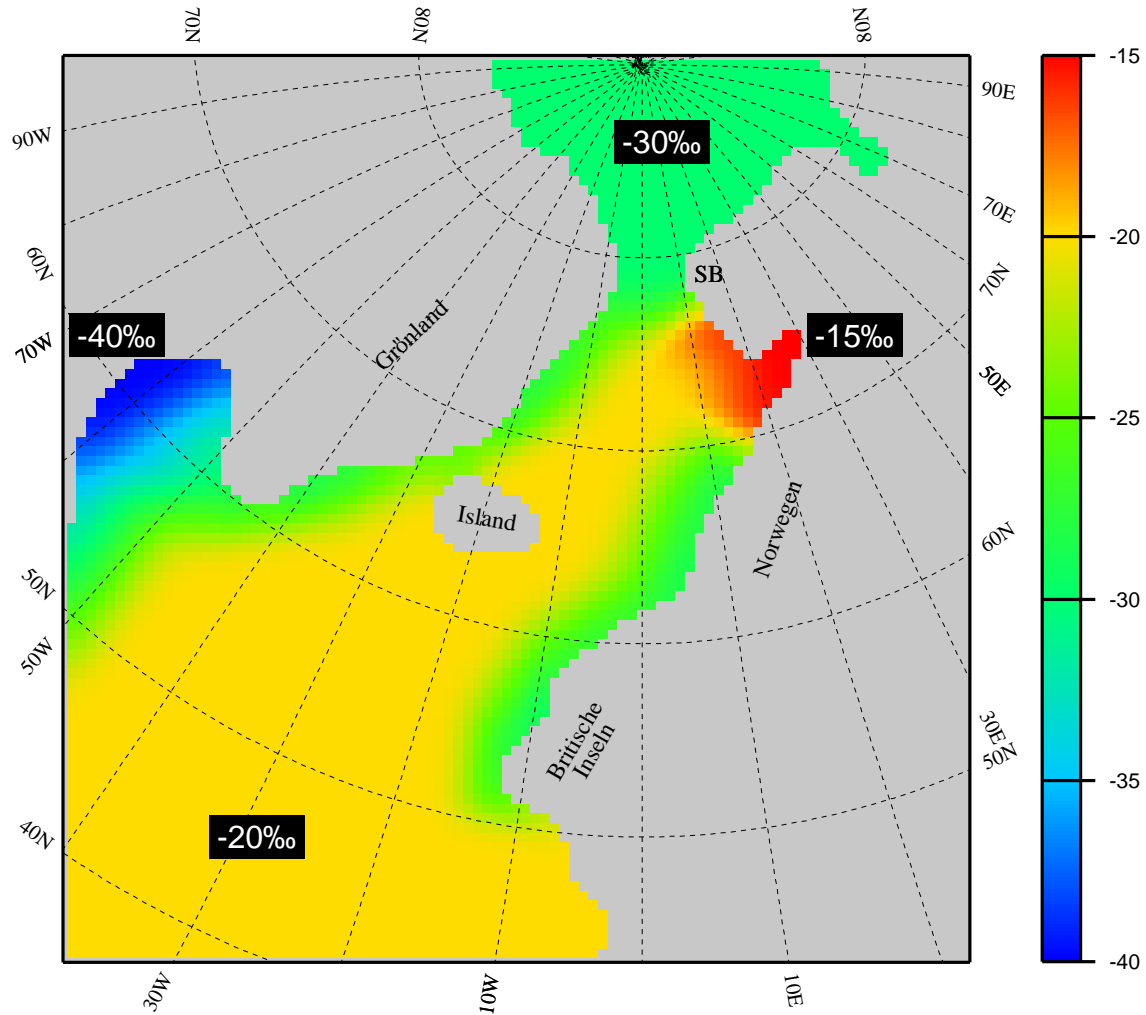 70N
80N
80N
-15
90E
90W
-30‰
-20
70E
60N
SB
70N
-40‰
-15‰
70W
Grönland
50E
-25
Island
Norwegen
60N
50N
-30
50W
30E
Britische
Inseln
50N
-35
40N
-20‰
-40
30W
10W
10E